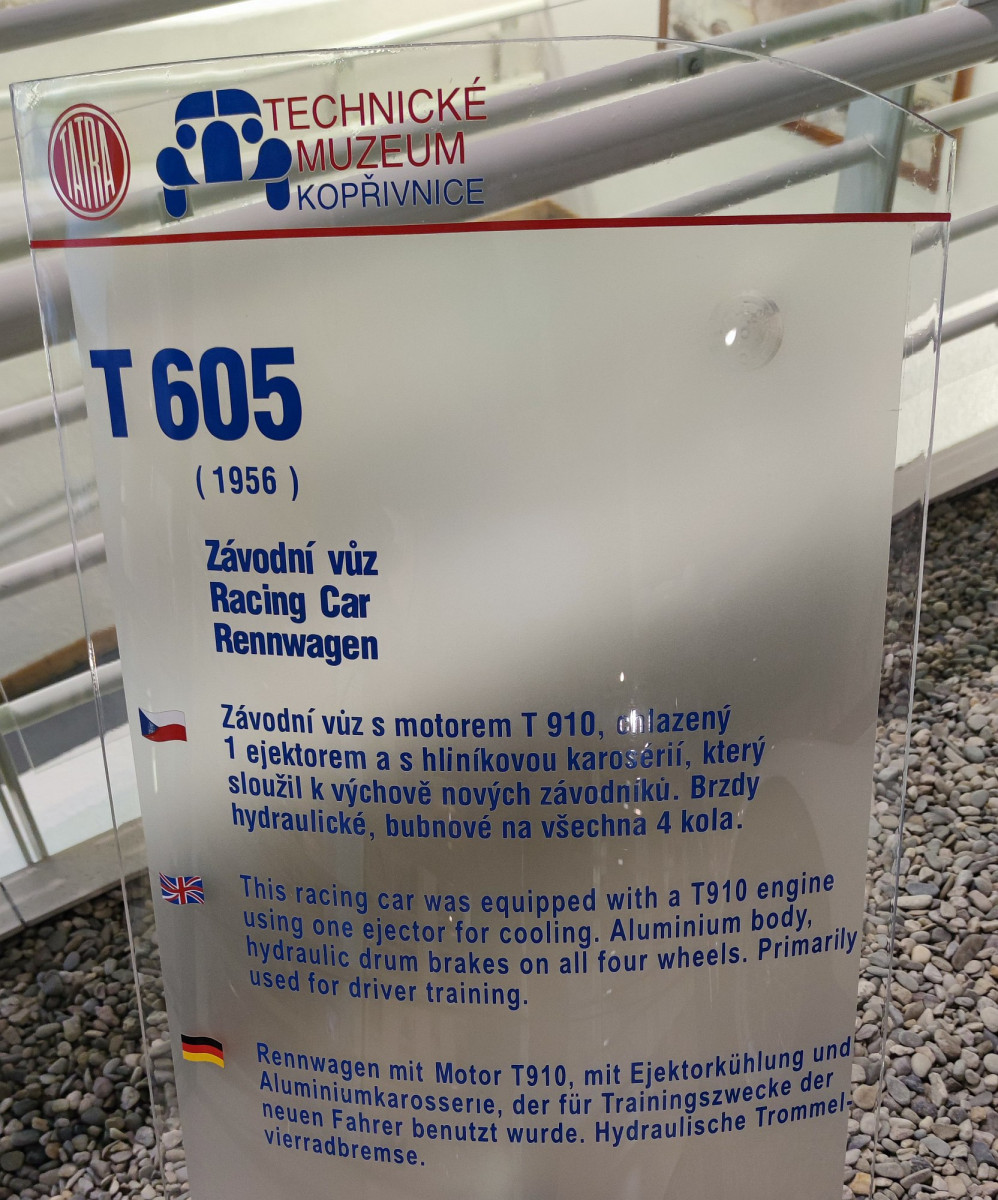 TATRA
TECHNICKÉ
MUZEUM
KOPŘIVNICE
T 605
( 1956 )
Závodní vůz
Racing Car
Rennwagen
Závodní vůz s motorem T 910, chlazený
1 ejektorem a s hliníkovou karosérií, který
sloužil k výchově nových závodníků. Brzdy
hydraulické, bubnové na všechna 4 kola.
This racing car was equipped with a T910 engine
using one ejector for cooling. Aluminium body,
hydraulic drum brakes on all four wheels. Primarily
used for driver training.
Rennwagen mit Motor T910, mit Ejektorkühlung und
Aluminiumkarosserie, der für Trainingszwecke der
neuen Fahrer benutzt wurde. Hydraulische Trommel-
vierradbremse.